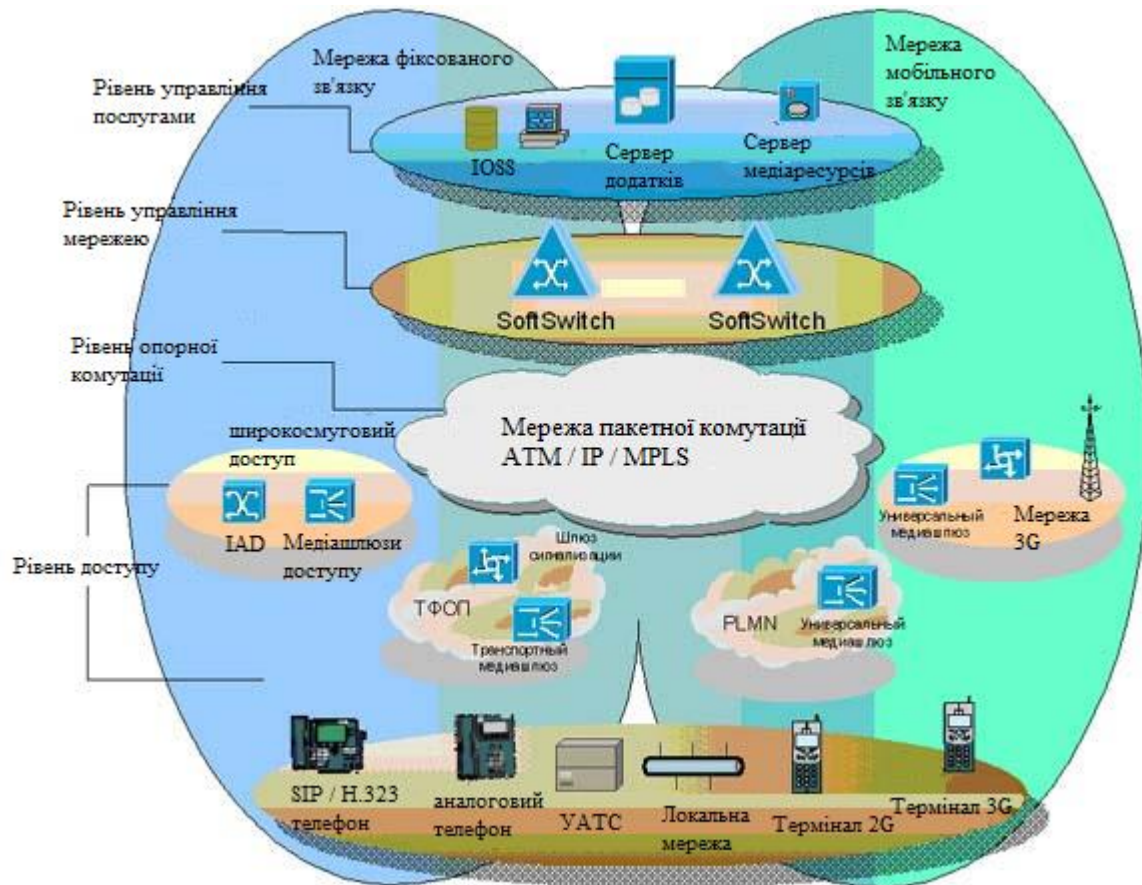 Мережа фіксованого
зв'язку
Мережа
мобільного
зв'язку
Рівень управління
послугами
IOSS
Сервер
додатків
Сервер
медіаресурсів
Рівень управління
мережею
SoftSwitch
SoftSwitch
Рівень опорної
комутації
Мережа пакетної комутації
ATM / IP / MPLS
широкосмуговий
доступ
IAD
Медіашлюзи
доступу
Универсальный
медиашлюз
Мережа
3G
Рівень доступу
Шлюз
сигнализации
ТФОП
Транспортный
медиашлюз
PLMN
Универсальный
медиашлюз
SIP / H.323
телефон
аналоговий
телефон
УАТС
Локальна
мережа
Термінал 2G
Термінал 3G